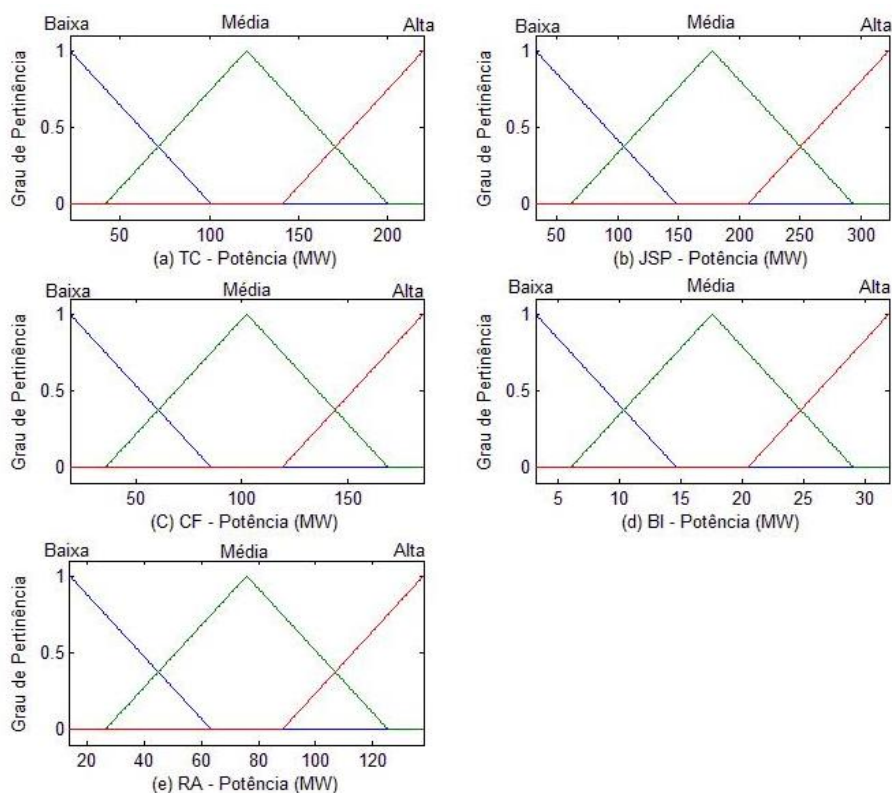 Baixa Média Alta
Grau de Pertinência
1
0.5
0
50 100 150 200
(a) TC - Potência (MW)
Baixa Média Alta
Grau de Pertinência
1
0.5
0
50 100 150 200 250 300
(b) JSP - Potência (MW)
Baixa Média Alta
Grau de Pertinência
1
0.5
0
50 100 150
(C) CF - Potência (MW)
Baixa Média Alta
Grau de Pertinência
1
0.5
0
5 10 15 20 25 30
(d) BI - Potência (MW)
Baixa Média Alta
Grau de Pertinência
1
0.5
0
20 40 60 80 100 120
(e) RA - Potência (MW)